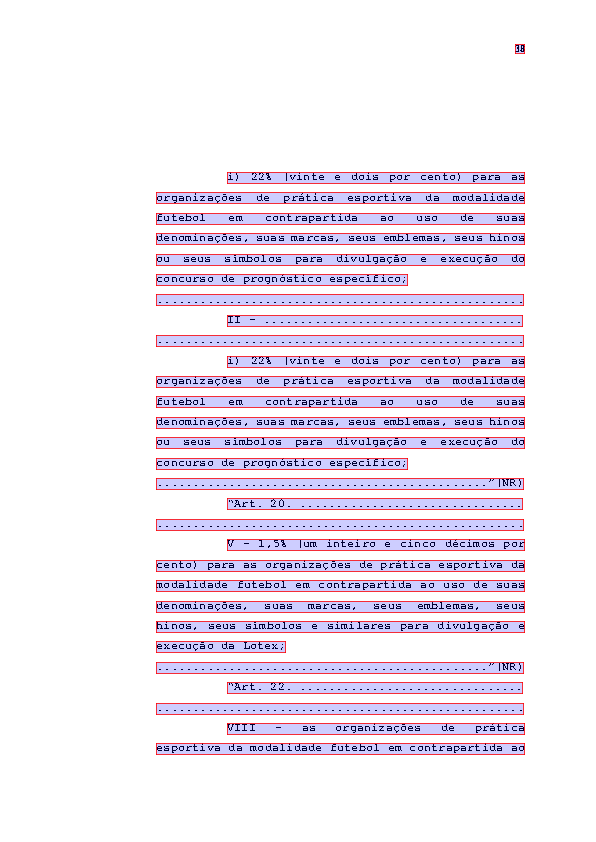 38
i) 22% (vinte e dois por cento) para as
organizações de prática esportiva da modalidade
futebol em contrapartida ao uso de suas
denominações, suas marcas, seus emblemas, seus hinos
ou seus símbolos para divulgação e execução do
concurso de prognóstico específico;
...................................................
II - ....................................
...................................................
i) 22% (vinte e dois por cento) para as
organizações de prática esportiva da modalidade
futebol em contrapartida ao uso de suas
denominações, suas marcas, seus emblemas, seus hinos
ou seus símbolos para divulgação e execução do
concurso de prognóstico específico;
..............................................”(NR)
“Art. 20. ...............................
...................................................
V - 1,5% (um inteiro e cinco décimos por
cento) para as organizações de prática esportiva da
modalidade futebol em contrapartida ao uso de suas
denominações, suas marcas, seus emblemas, seus
hinos, seus símbolos e similares para divulgação e
execução da Lotex;
..............................................”(NR)
“Art. 22. ...............................
...................................................
VIII - as organizações de prática
esportiva da modalidade futebol em contrapartida ao